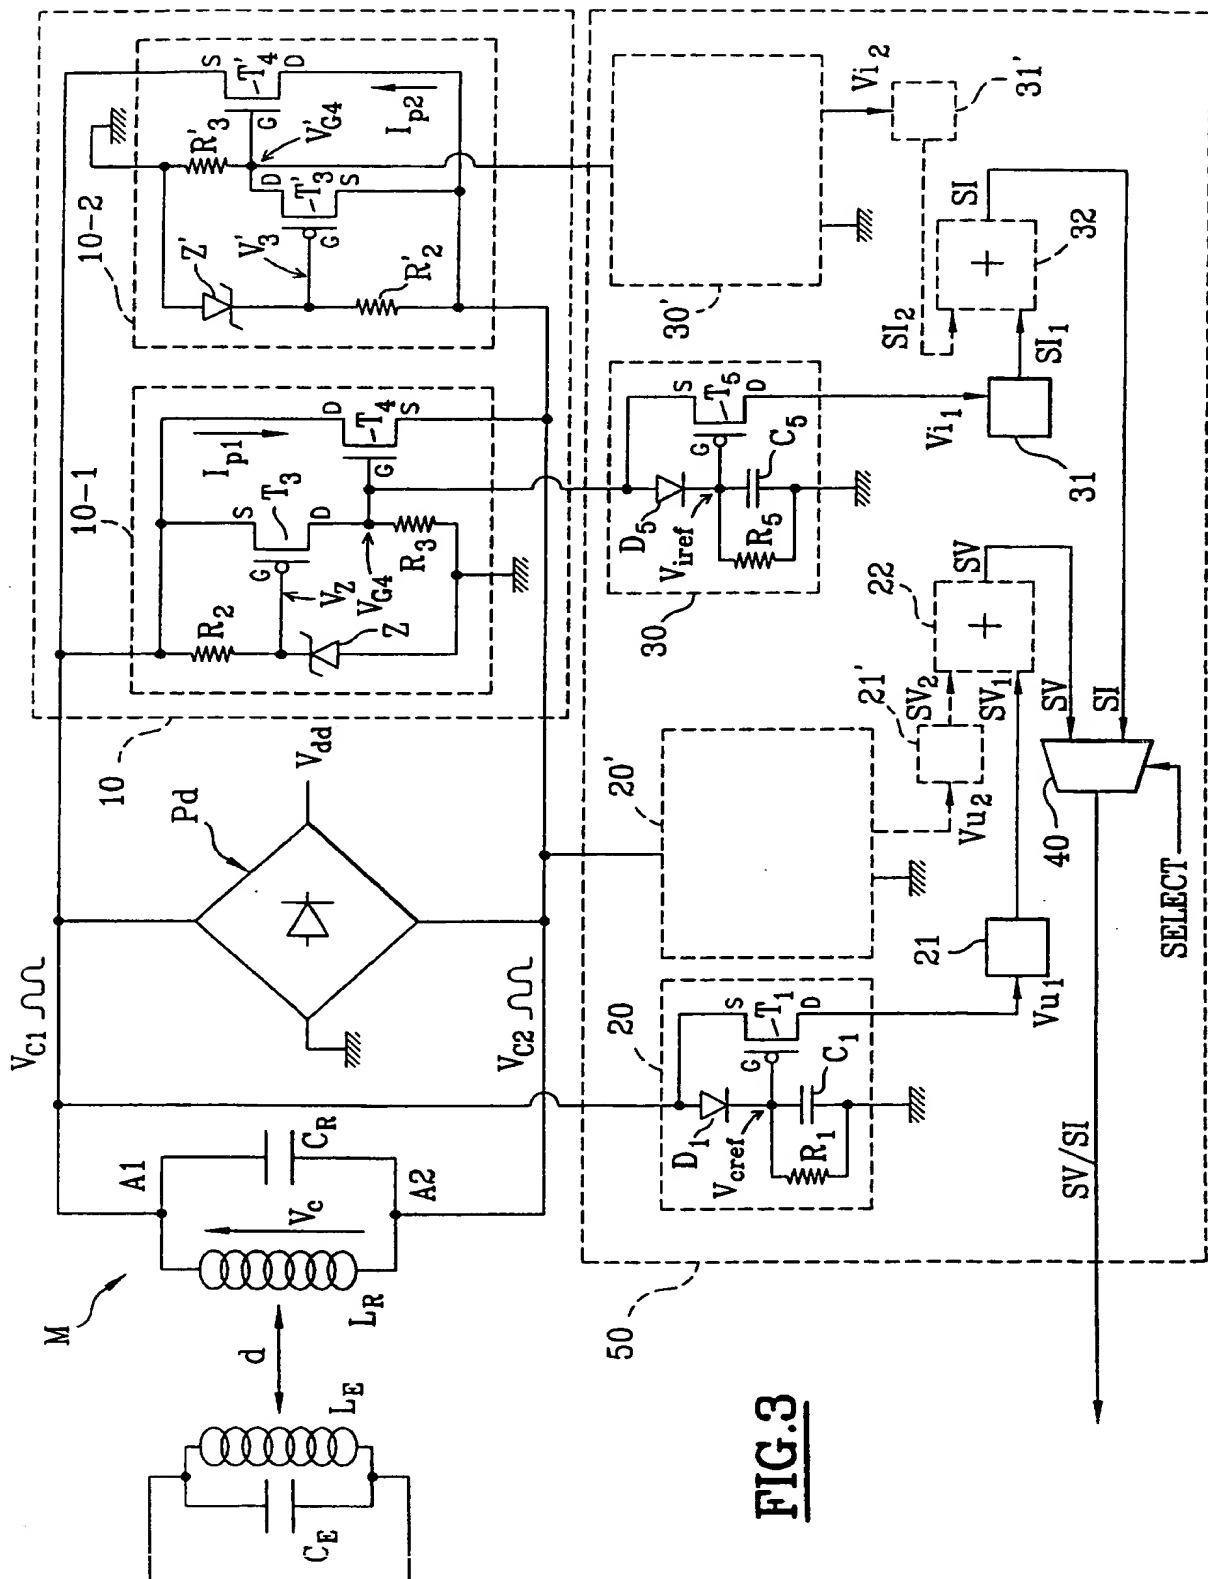 C_E
L_E
d
M
L_R
V_c
A1
A2
C_R
V_C1
V_C2
Pd
V_dd
10
10-1
R_2
Z
V_Z
V_G4
R_3
G
S
D
T_3
I_p1
D
S
G
T_4
10-2
Z'
V'_3
R'_2
R'_3
V'_G4
D
S
G
T'_3
S
D
G
T'_4
I_p2
50
20
D_1
V_cref
R_1
C_1
G
S
D
T_1
Vu_1
21
20'
Vu_2
21'
SV_2
SV_1
22
+
SV
30
D_5
V_iref
R_5
C_5
G
S
D
T_5
Vi_1
31
SI_1
30'
Vi_2
31'
SI_2
+
32
SI
SV
SI
40
SELECT
SV/SI
FIG.3